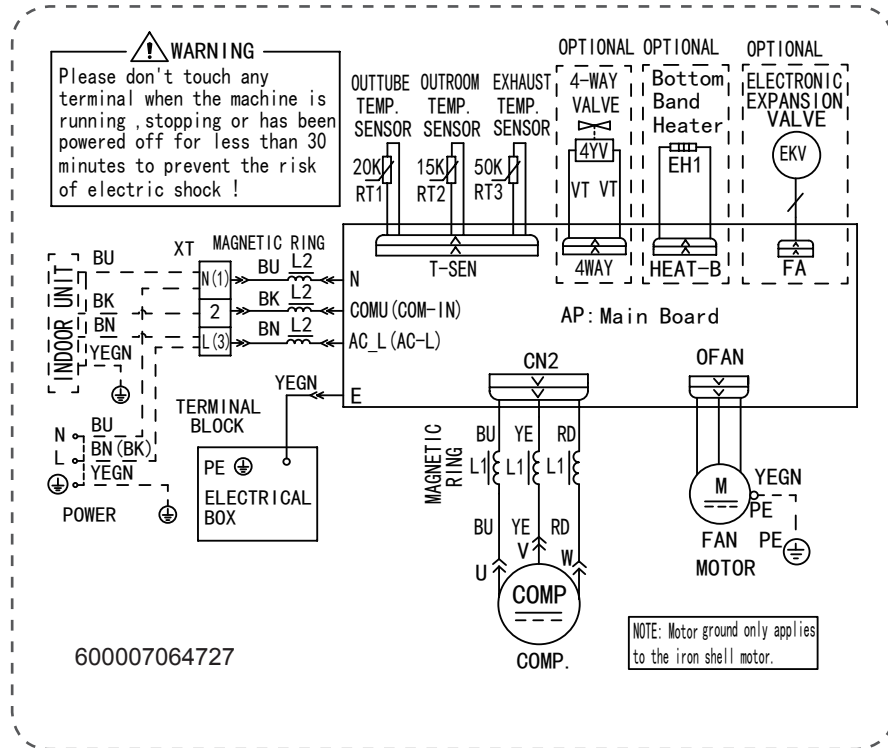 WARNING
Please don't touch any
terminal when the machine is
running ,stopping or has been
powered off for less than 30
minutes to prevent the risk
of electric shock !
OUTTUBE
TEMP.
SENSOR
OUTROOM
TEMP.
SENSOR
EXHAUST
TEMP.
SENSOR
OPTIONAL
4-WAY
VALVE
OPTIONAL
Bottom
Band
Heater
OPTIONAL
ELECTRONIC
EXPANSION
VALVE
20K
RT1
15K
RT2
50K
RT3
4YV
VT VT
EH1
EKV
T-SEN
4WAY
HEAT-B
FA
INDOOR UNIT
BU
BK
BN
YEGN
XT
MAGNETIC RING
N(1)
BU
L2
N
2
BK
L2
COMU(COM-IN)
L(3)
BN
L2
AC_L(AC-L)
AP:Main Board
YEGN
E
TERMINAL
BLOCK
N
BU
L
BN(BK)
YEGN
POWER
PE
ELECTRICAL
BOX
CN2
MAGNETIC
RING
BU YE RD
L1 L1 L1
BU YE RD
U
V
W
COMP
COMP.
OFAN
M
YEGN
PE
PE
FAN
MOTOR
NOTE: Motor ground only applies
to the iron shell motor.
600007064727